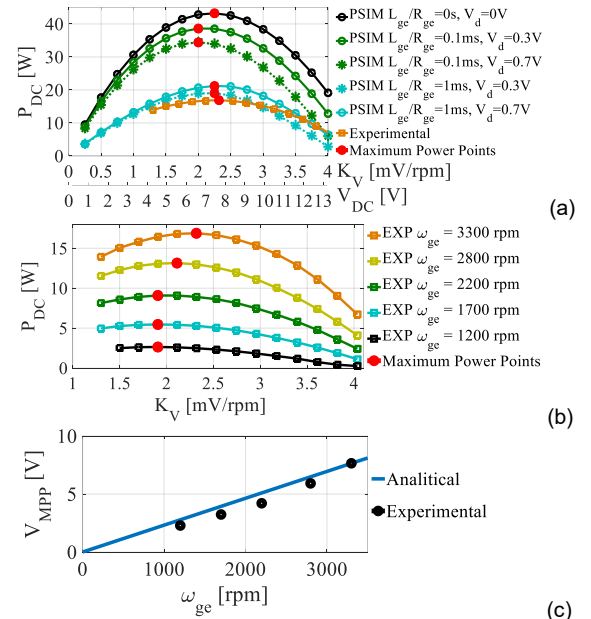 40
30
20
10
0
P_DC [W]
0 0.5 1 1.5 2 2.5 3 3.5 4 K_V [mV/rpm]
0 1 2 3 4 5 6 7 8 9 10 11 12 13 V_DC [V]
PSIM L_ge/R_ge=0s, V_d=0V
PSIM L_ge/R_ge=0.1ms, V_d=0.3V
PSIM L_ge/R_ge=0.1ms, V_d=0.7V
PSIM L_ge/R_ge=1ms, V_d=0.3V
PSIM L_ge/R_ge=1ms, V_d=0.7V
Experimental
Maximum Power Points
(a)
15
10
5
0
P_DC [W]
1 1.5 2 2.5 3 3.5 4
K_V [mV/rpm]
EXP ω_ge = 3300 rpm
EXP ω_ge = 2800 rpm
EXP ω_ge = 2200 rpm
EXP ω_ge = 1700 rpm
EXP ω_ge = 1200 rpm
Maximum Power Points
(b)
10
5
0
V_MPP [V]
0 1000 2000 3000
ω_ge [rpm]
Analitical
Experimental
(c)